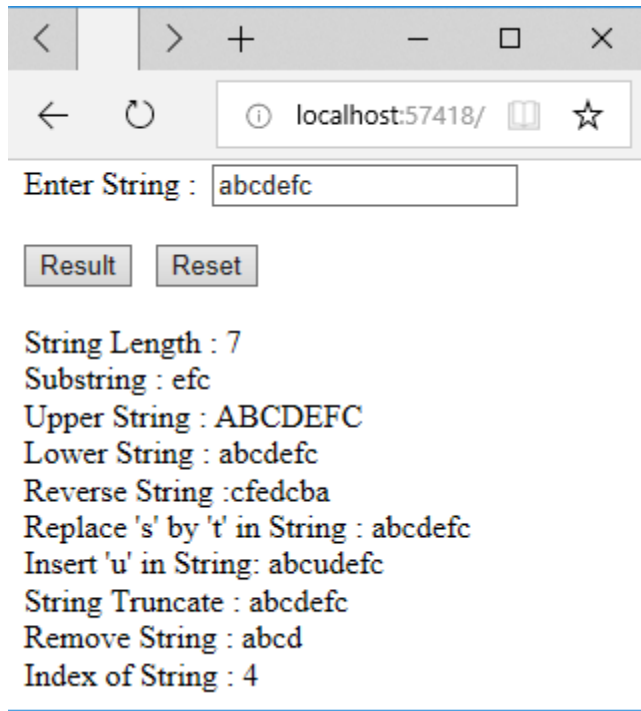 localhost:57418/
Enter String : abcdefc
Result Reset
String Length : 7
Substring : efc
Upper String : ABCDEFC
Lower String : abcdefc
Reverse String :cfedcba
Replace 's' by 't' in String : abcdefc
Insert 'u' in String: abcudefc
String Truncate : abcdefc
Remove String : abcd
Index of String : 4